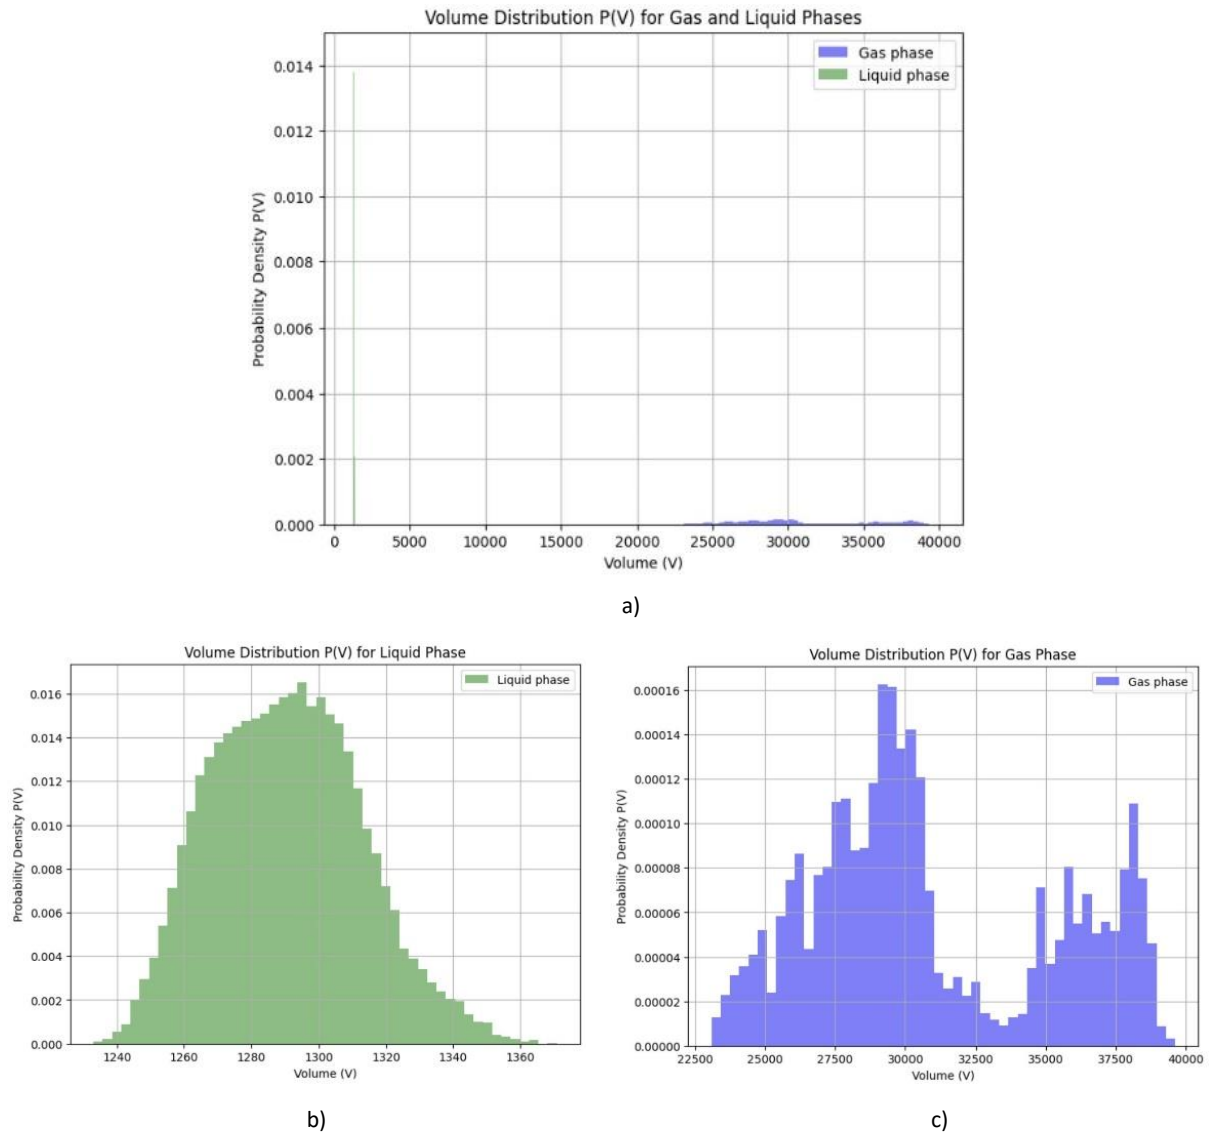 Volume Distribution P(V) for Gas and Liquid Phases
Gas phase
Liquid phase
0.014
0.012
0.010
0.008
0.006
0.004
0.002
0.000
Probability Density P(V)
0 5000 10000 15000 20000 25000 30000 35000 40000
Volume (V)
a)
Volume Distribution P(V) for Liquid Phase
Liquid phase
0.016
0.014
0.012
0.010
0.008
0.006
0.004
0.002
0.000
Probability Density P(V)
1240 1260 1280 1300 1320 1340 1360
Volume (V)
b)
Volume Distribution P(V) for Gas Phase
Gas phase
0.00016
0.00014
0.00012
0.00010
0.00008
0.00006
0.00004
0.00002
0.00000
Probability Density P(V)
22500 25000 27500 30000 32500 35000 37500 40000
Volume (V)
c)